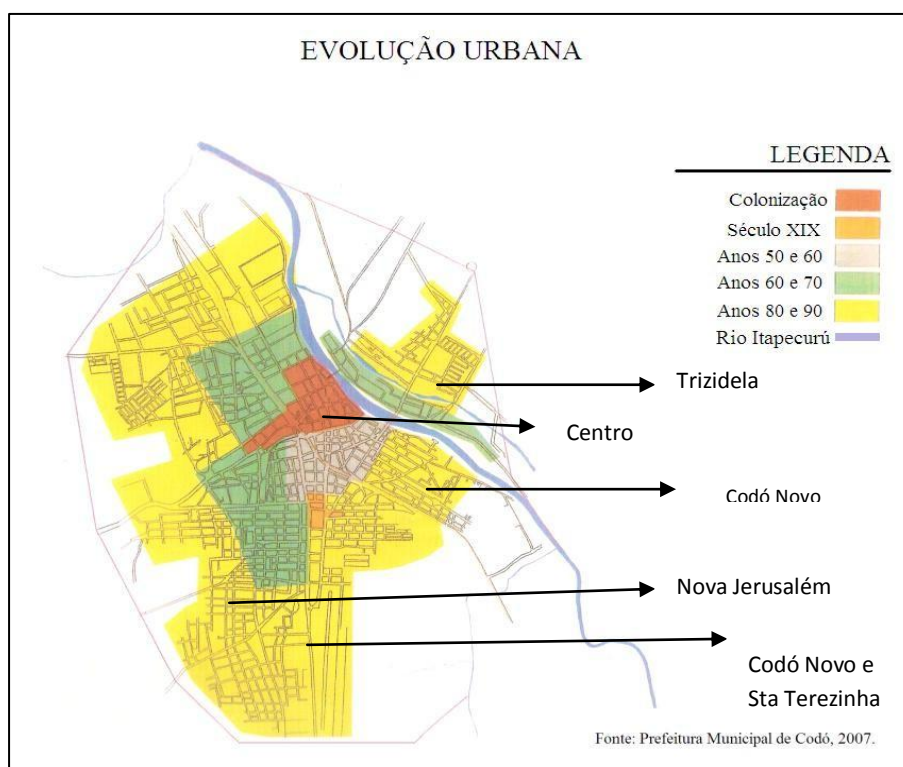 EVOLUÇÃO URBANA
LEGENDA
Colonização
Século XIX
Anos 50 e 60
Anos 60 e 70
Anos 80 e 90
Rio Itapecurú
Trizidela
Centro
Codó Novo
Nova Jerusalém
Codó Novo e
Sta Terezinha
Fonte: Prefeitura Municipal de Codó, 2007.